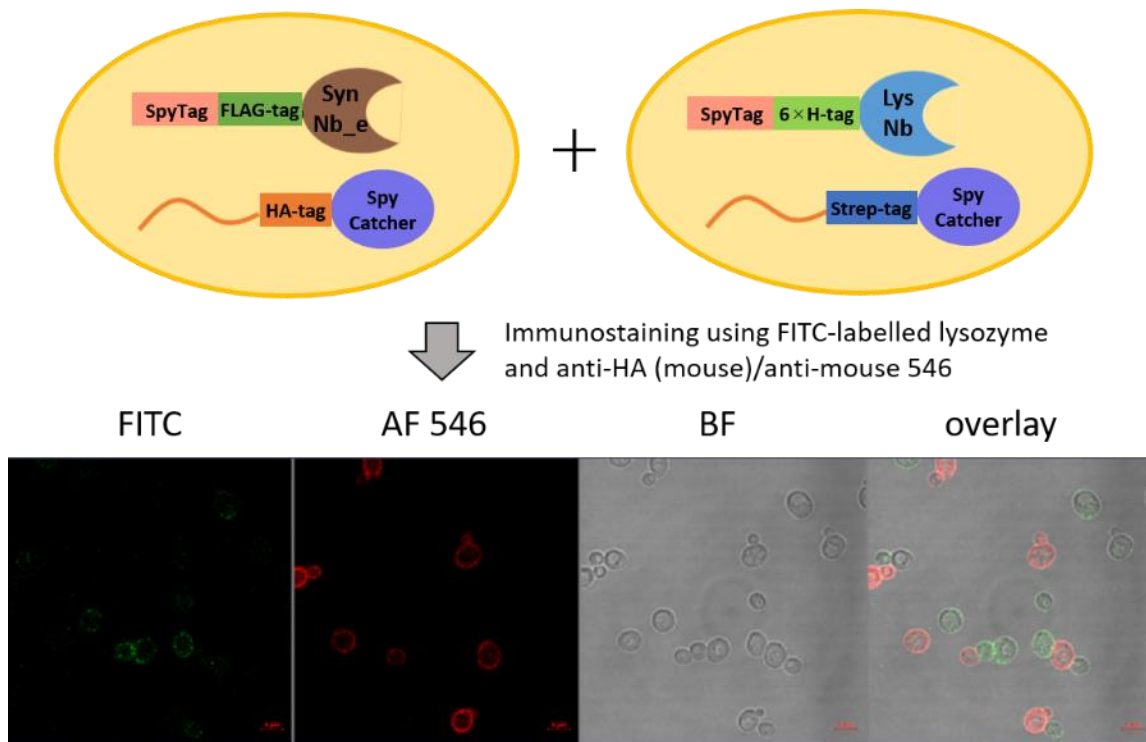 SpyTag FLAG-tag Syn Nb_e
HA-tag Spy Catcher
+
SpyTag 6×H-tag Lys Nb
Strep-tag Spy Catcher
Immunostaining using FITC-labelled lysozyme
and anti-HA (mouse)/anti-mouse 546
FITC AF 546 BF overlay